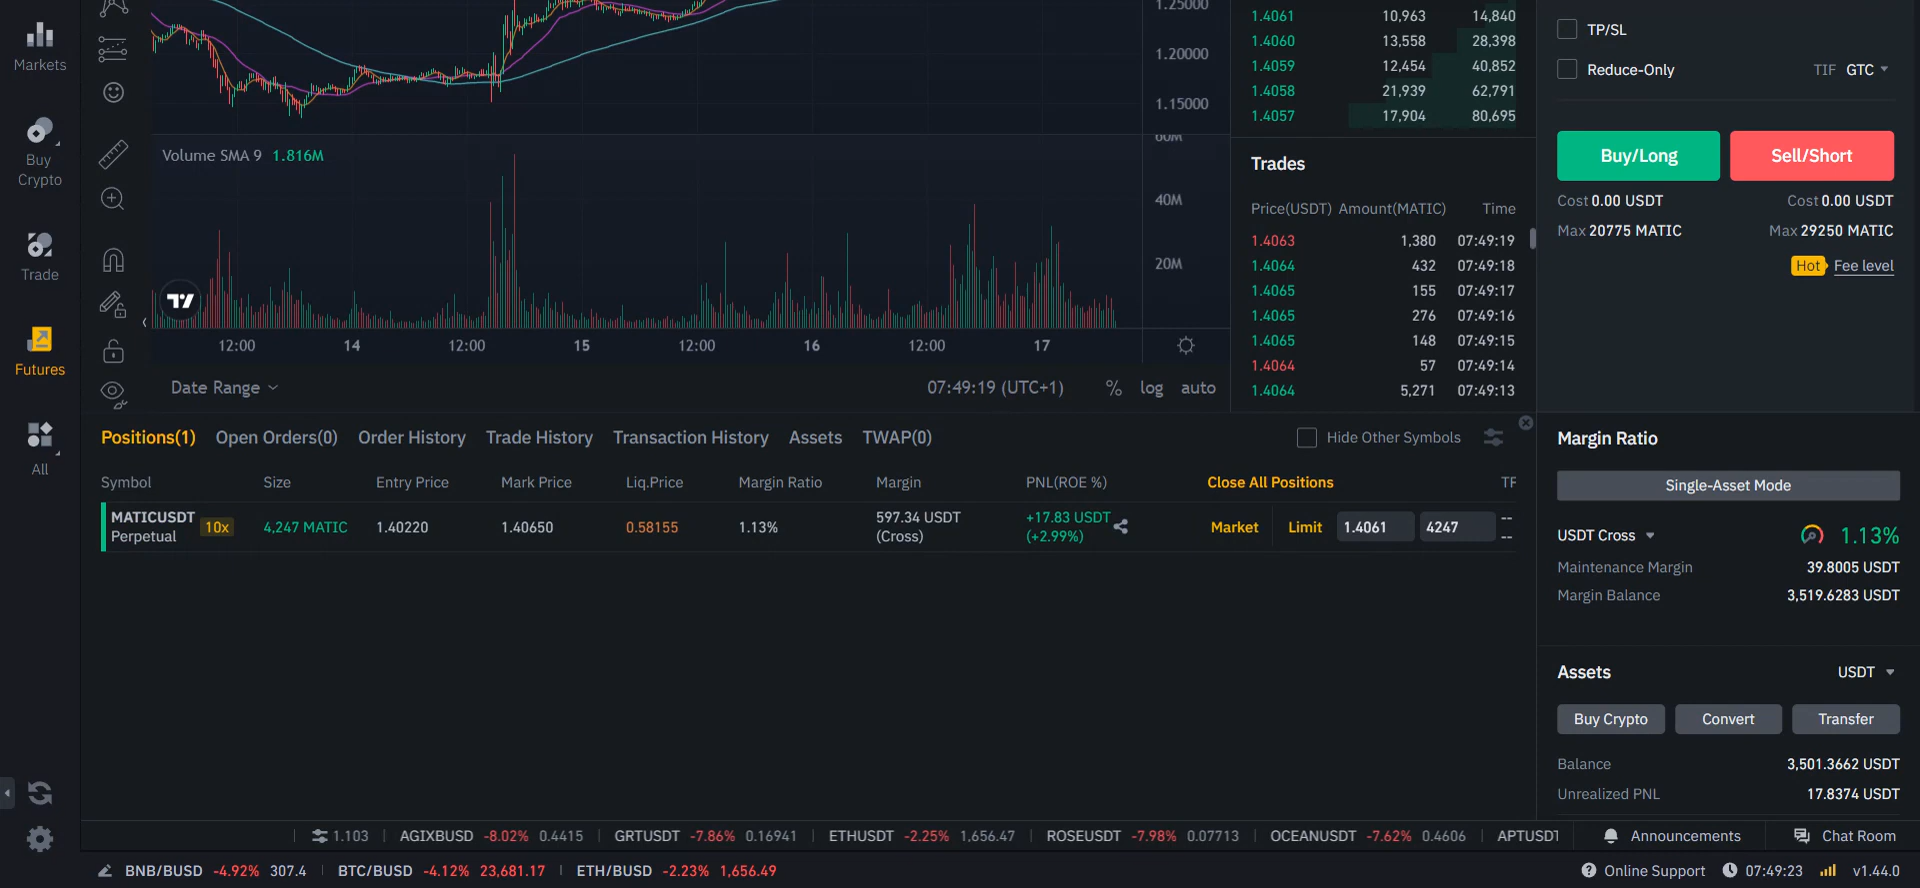 Markets
Buy
Crypto
Trade
Futures
All
1.25000
1.20000
1.15000
60M
40M
20M
Volume SMA 9 1.816M
12:00 14 12:00 15 12:00 16 12:00 17
Date Range
07:49:19 (UTC+1) % log auto
1.4061 10,963 14,840
1.4060 13,558 28,398
1.4059 12,454 40,852
1.4058 21,939 62,791
1.4057 17,904 80,695
Trades
Price(USDT) Amount(MATIC) Time
1.4063 1,380 07:49:19
1.4064 432 07:49:18
1.4065 155 07:49:17
1.4065 276 07:49:16
1.4065 148 07:49:15
1.4064 57 07:49:14
1.4064 5,271 07:49:13
TP/SL
Reduce-Only TIF GTC
Buy/Long Sell/Short
Cost 0.00 USDT Cost 0.00 USDT
Max 20775 MATIC Max 29250 MATIC
Hot Fee level
Positions(1) Open Orders(0) Order History Trade History Transaction History Assets TWAP(0) Hide Other Symbols
Symbol Size Entry Price Mark Price Liq.Price Margin Ratio Margin PNL(ROE %) Close All Positions
MATICUSDT 10x 4,247 MATIC 1.40220 1.40650 0.58155 1.13% 597.34 USDT +17.83 USDT Market Limit 1.4061 4247 --
Perpetual (Cross) (+2.99%) --
Margin Ratio
Single-Asset Mode
USDT Cross 1.13%
Maintenance Margin 39.8005 USDT
Margin Balance 3,519.6283 USDT
Assets USDT
Buy Crypto Convert Transfer
Balance 3,501.3662 USDT
Unrealized PNL 17.8374 USDT
1.103 AGIXBUSD -8.02% 0.4415 GRTUSDT -7.86% 0.16941 ETHUSDT -2.25% 1,656.47 ROSEUSDT -7.98% 0.07713 OCEANUSDT -7.62% 0.4606 APTUSDT Announcements Chat Room
BNB/BUSD -4.92% 307.4 BTC/BUSD -4.12% 23,681.17 ETH/BUSD -2.23% 1,656.49 Online Support 07:49:23 v1.44.0